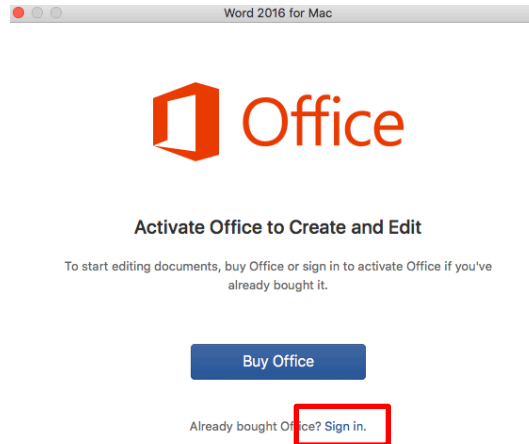 Word 2016 for Mac
Office
Activate Office to Create and Edit
To start editing documents, buy Office or sign in to activate Office if you've
already bought it.
Buy Office
Already bought Office? Sign in.